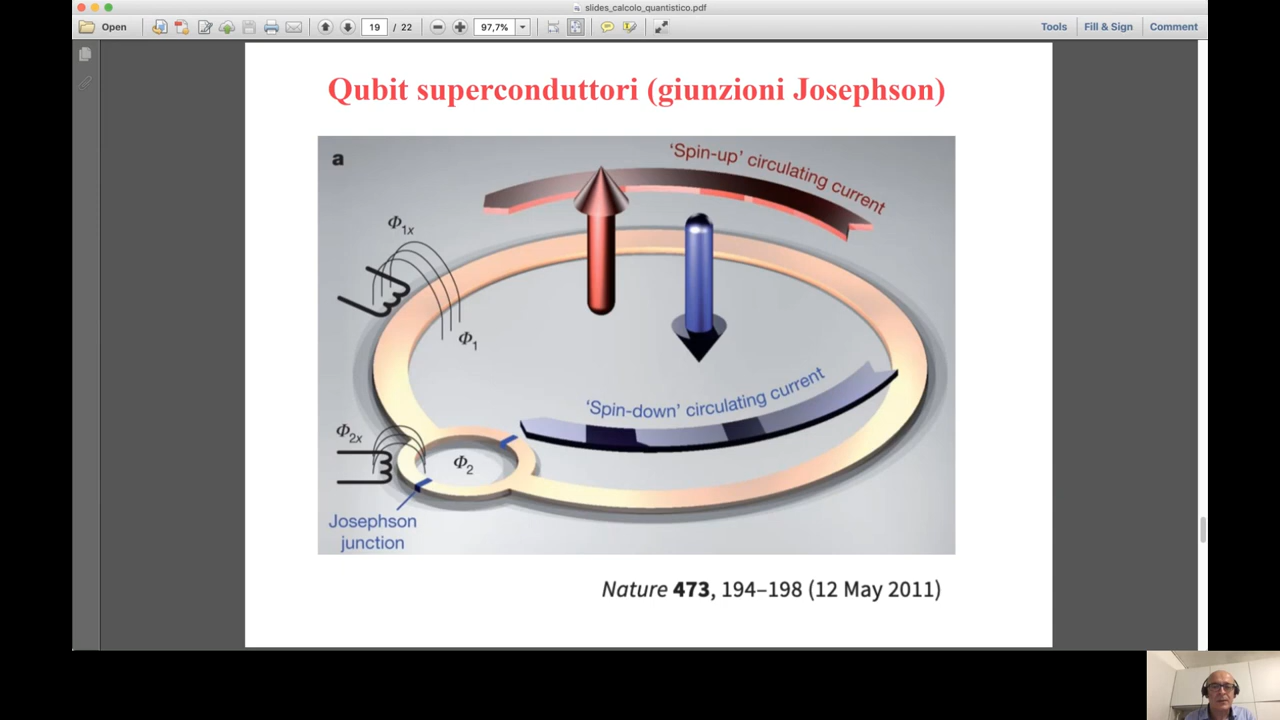 slides_calcolo_quantistico.pdf
Open
19 / 22
97,7%
Tools
Fill & Sign
Comment
Qubit superconduttori (giunzioni Josephson)
a
'Spin-up' circulating current
Φ1x
Φ1
'Spin-down' circulating current
Φ2x
Φ2
Josephson
junction
Nature 473, 194–198 (12 May 2011)